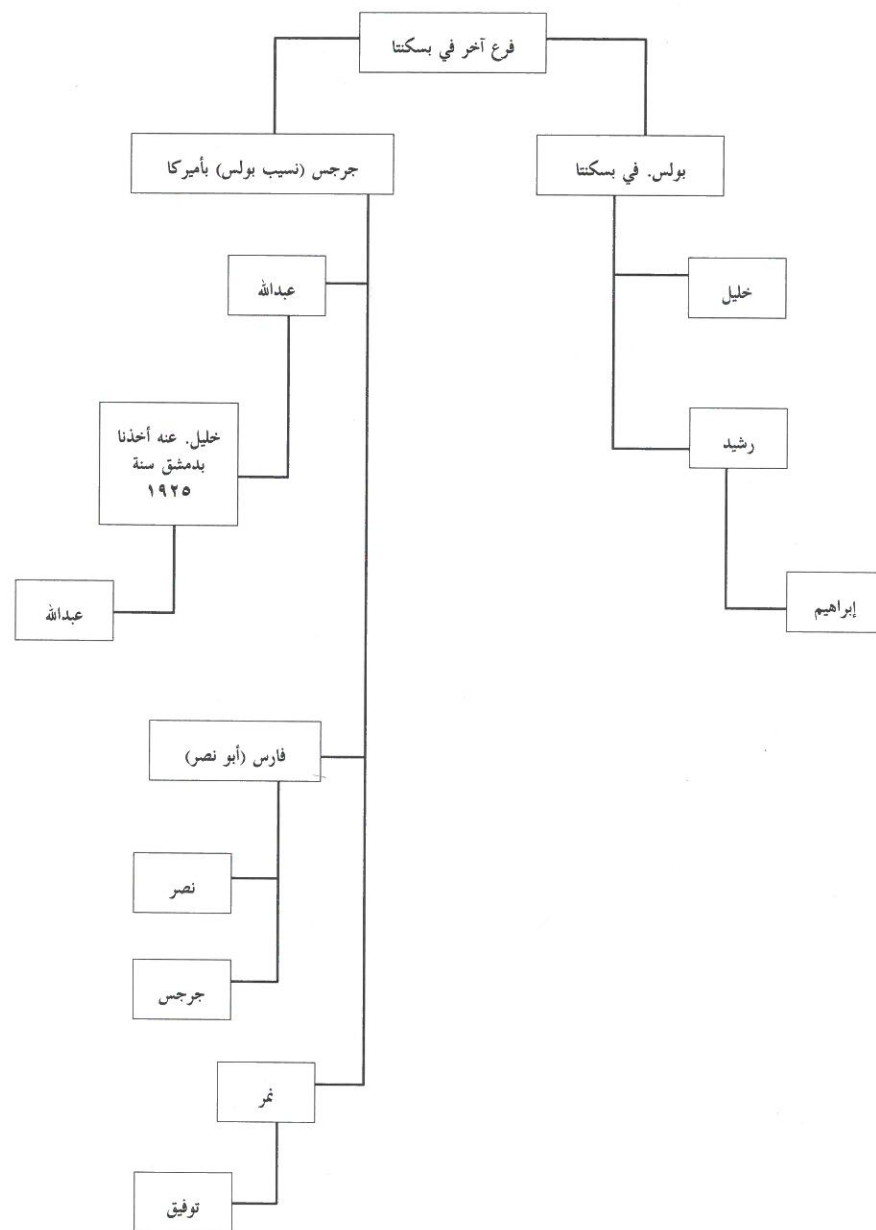 فرع آخر في بسكنتا
بولس. في بسكنتا
جرجس (نسيب بولس) بأميركا
خليل
رشيد
إبراهيم
عبدالله
خليل. عنه أخذنا
بدمشق سنة
١٩٢٥
عبدالله
فارس (أبو نصر)
نصر
جرجس
نمر
توفيق